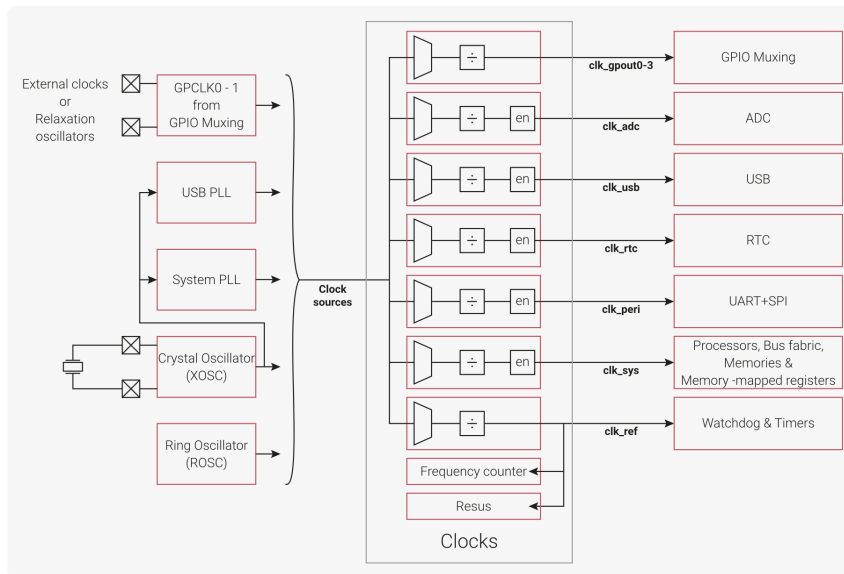 External clocks
or
Relaxation
oscillators
GPCLK0 - 1
from
GPIO Muxing
USB PLL
System PLL
Crystal Oscillator
(XOSC)
Ring Oscillator
(ROSC)
Clock
sources
÷
clk_gpout0-3
GPIO Muxing
÷
en
clk_adc
ADC
÷
en
clk_usb
USB
÷
en
clk_rtc
RTC
÷
en
clk_peri
UART+SPI
÷
en
clk_sys
Processors, Bus fabric,
Memories &
Memory -mapped registers
÷
clk_ref
Watchdog & Timers
Frequency counter
Resus
Clocks